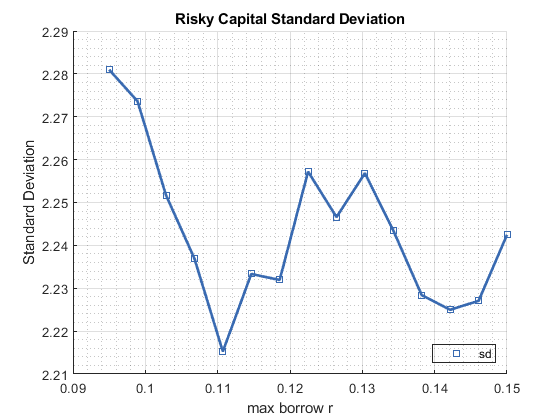 Risky Capital Standard Deviation
2.29
2.28
2.27
2.26
2.25
2.24
2.23
2.22
2.21
Standard Deviation
sd
0.09 0.1 0.11 0.12 0.13 0.14 0.15
max borrow r